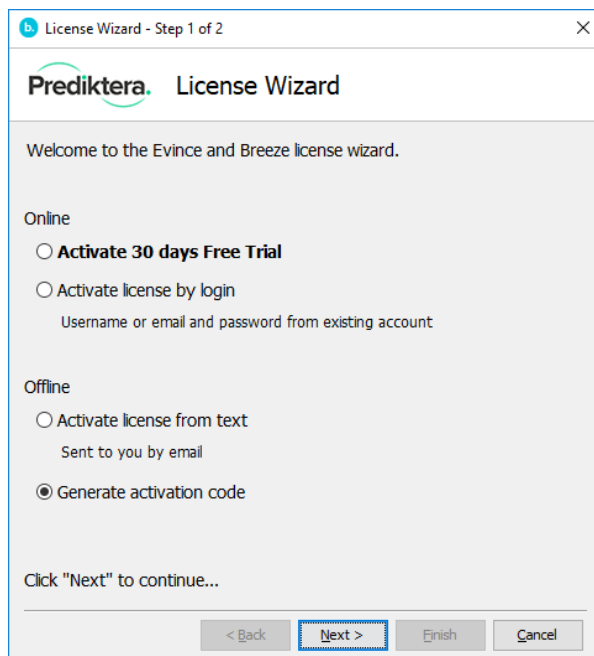 b. License Wizard - Step 1 of 2
Prediktera. License Wizard
Welcome to the Evince and Breeze license wizard.
Online
Activate 30 days Free Trial
Activate license by login
Username or email and password from existing account
Offline
Activate license from text
Sent to you by email
Generate activation code
Click "Next" to continue...
< Back Next > Finish Cancel